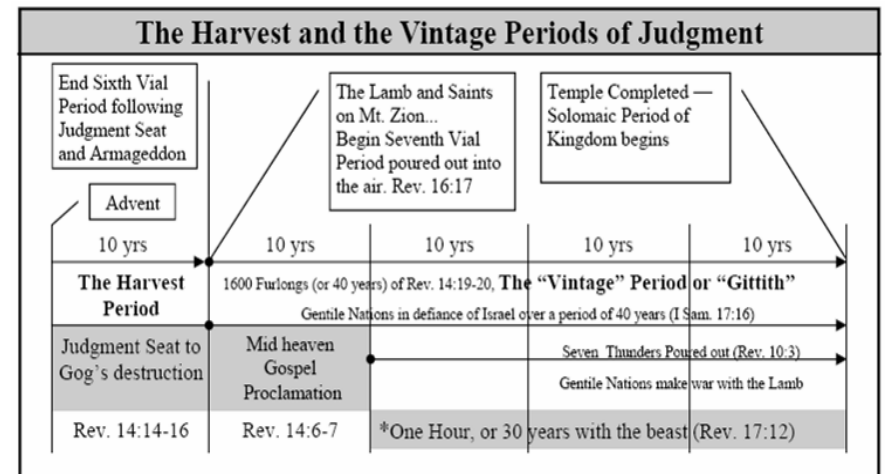 The Harvest and the Vintage Periods of Judgment
End Sixth Vial
Period following
Judgment Seat
and Armageddon
The Lamb and Saints
on Mt. Zion...
Begin Seventh Vial
Period poured out into
the air. Rev. 16:17
Temple Completed —
Solomaic Period of
Kingdom begins
Advent
10 yrs 10 yrs 10 yrs 10 yrs 10 yrs
The Harvest
Period
1600 Furlongs (or 40 years) of Rev. 14:19-20, The “Vintage” Period or “Gittith”
Gentile Nations in defiance of Israel over a period of 40 years (I Sam. 17:16)
Judgment Seat to
Gog’s destruction
Mid heaven
Gospel
Proclamation
Seven Thunders Poured out (Rev. 10:3)
Gentile Nations make war with the Lamb
Rev. 14:14-16 Rev. 14:6-7 *One Hour, or 30 years with the beast (Rev. 17:12)